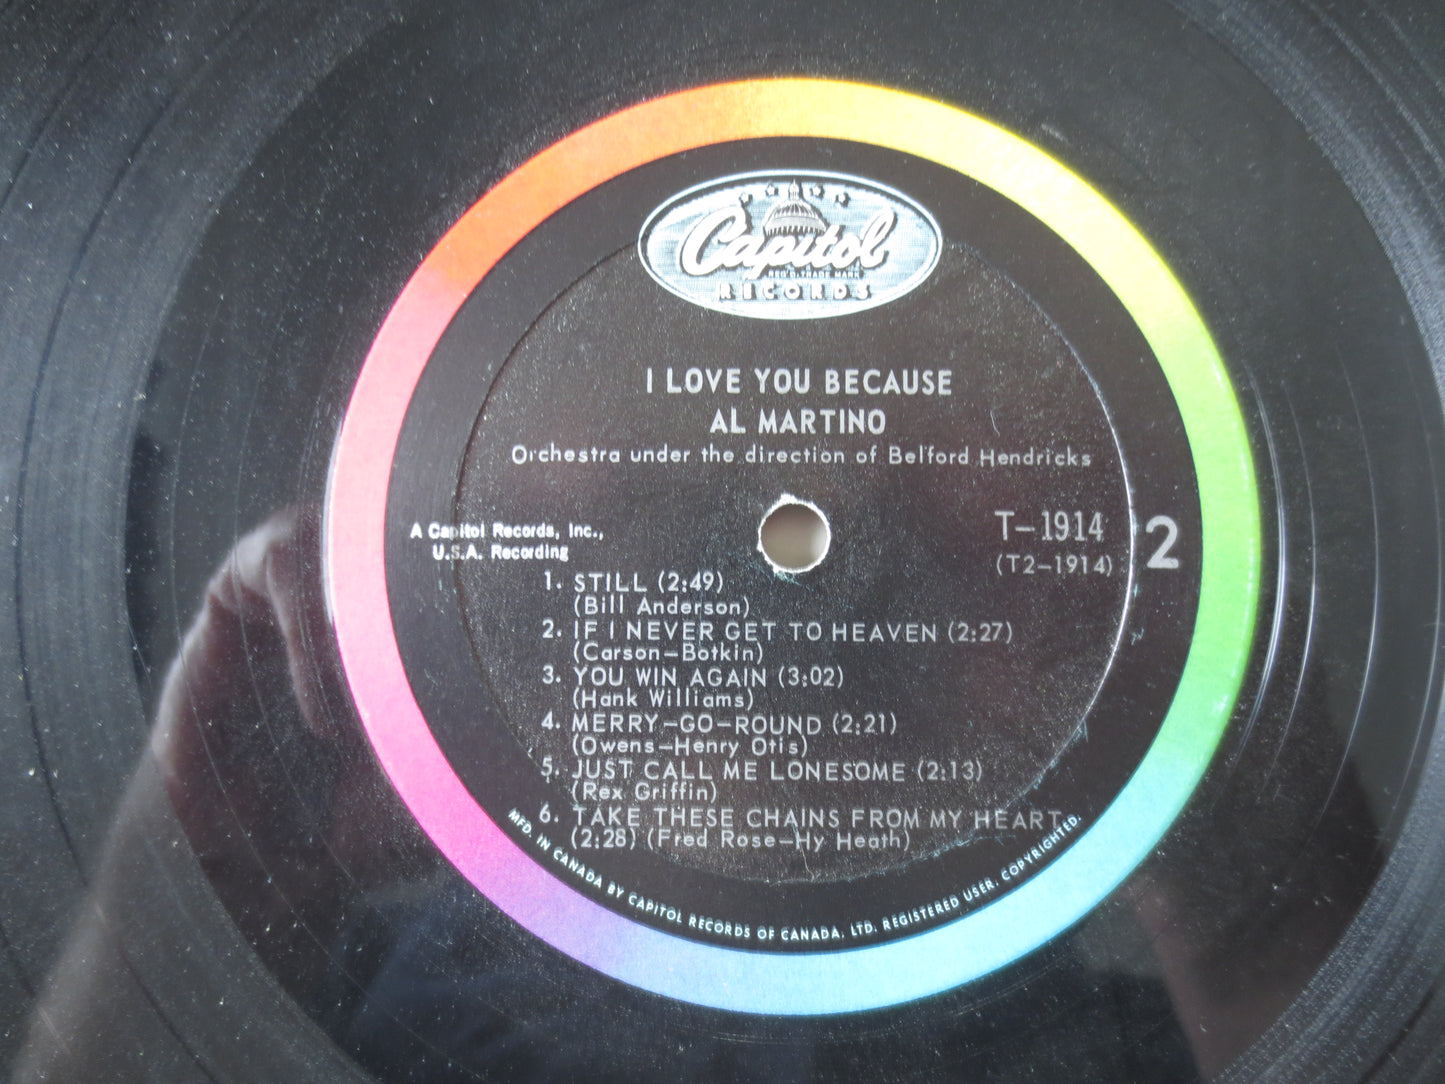 Capitol
REG'D. TRADE MARK
RECORDS
I LOVE YOU BECAUSE
AL MARTINO
Orchestra under the direction of Belford Hendricks
A Capitol Records, Inc.,
U.S.A. Recording
T-1914
(T2-1914)
2
1. STILL (2:49)
(Bill Anderson)
2. IF I NEVER GET TO HEAVEN (2:27)
(Carson-Botkin)
3. YOU WIN AGAIN (3:02)
(Hank Williams)
4. MERRY-GO-ROUND (2:21)
(Owens-Henry Otis)
5. JUST CALL ME LONESOME (2:13)
(Rex Griffin)
6. TAKE THESE CHAINS FROM MY HEART
(2:28) (Fred Rose-Hy Heath)
MFD. IN CANADA BY CAPITOL RECORDS OF CANADA, LTD. REGISTERED USER. COPYRIGHTED.